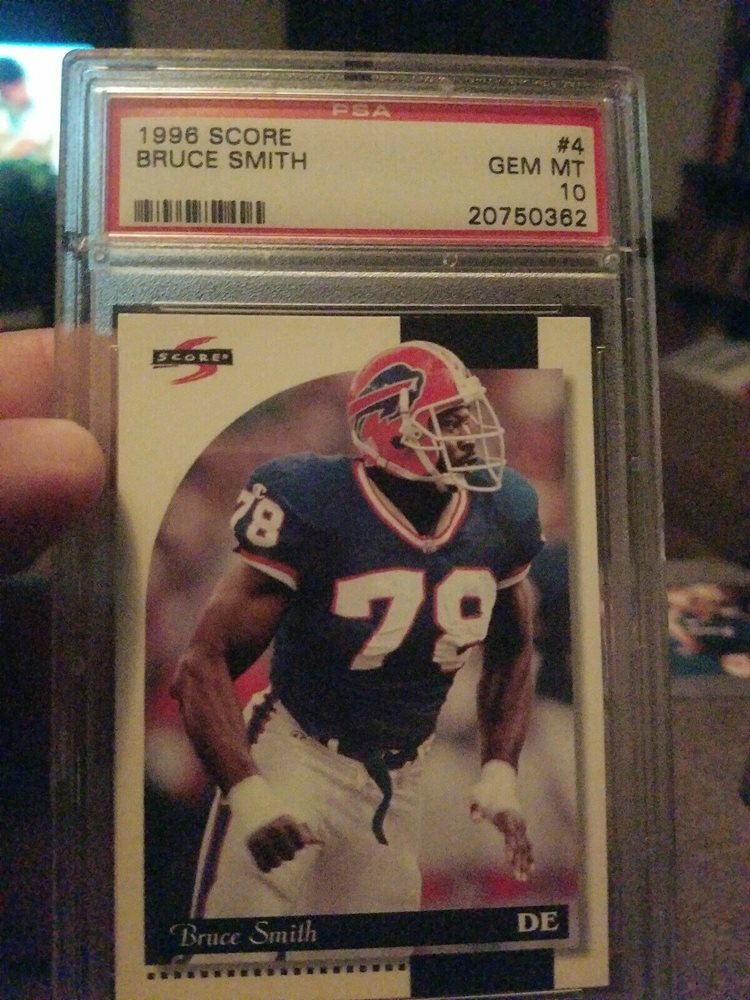 PSA
1996 SCORE #4
BRUCE SMITH GEM MT
10
20750362
SCORE
78
78
Bruce Smith DE